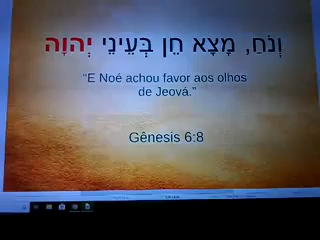 וְנֹחַ, מָצָא חֵן בְּעֵינֵי יְהוָה
“E Noé achou favor aos olhos
de Jeová.”
Gênesis 6:8